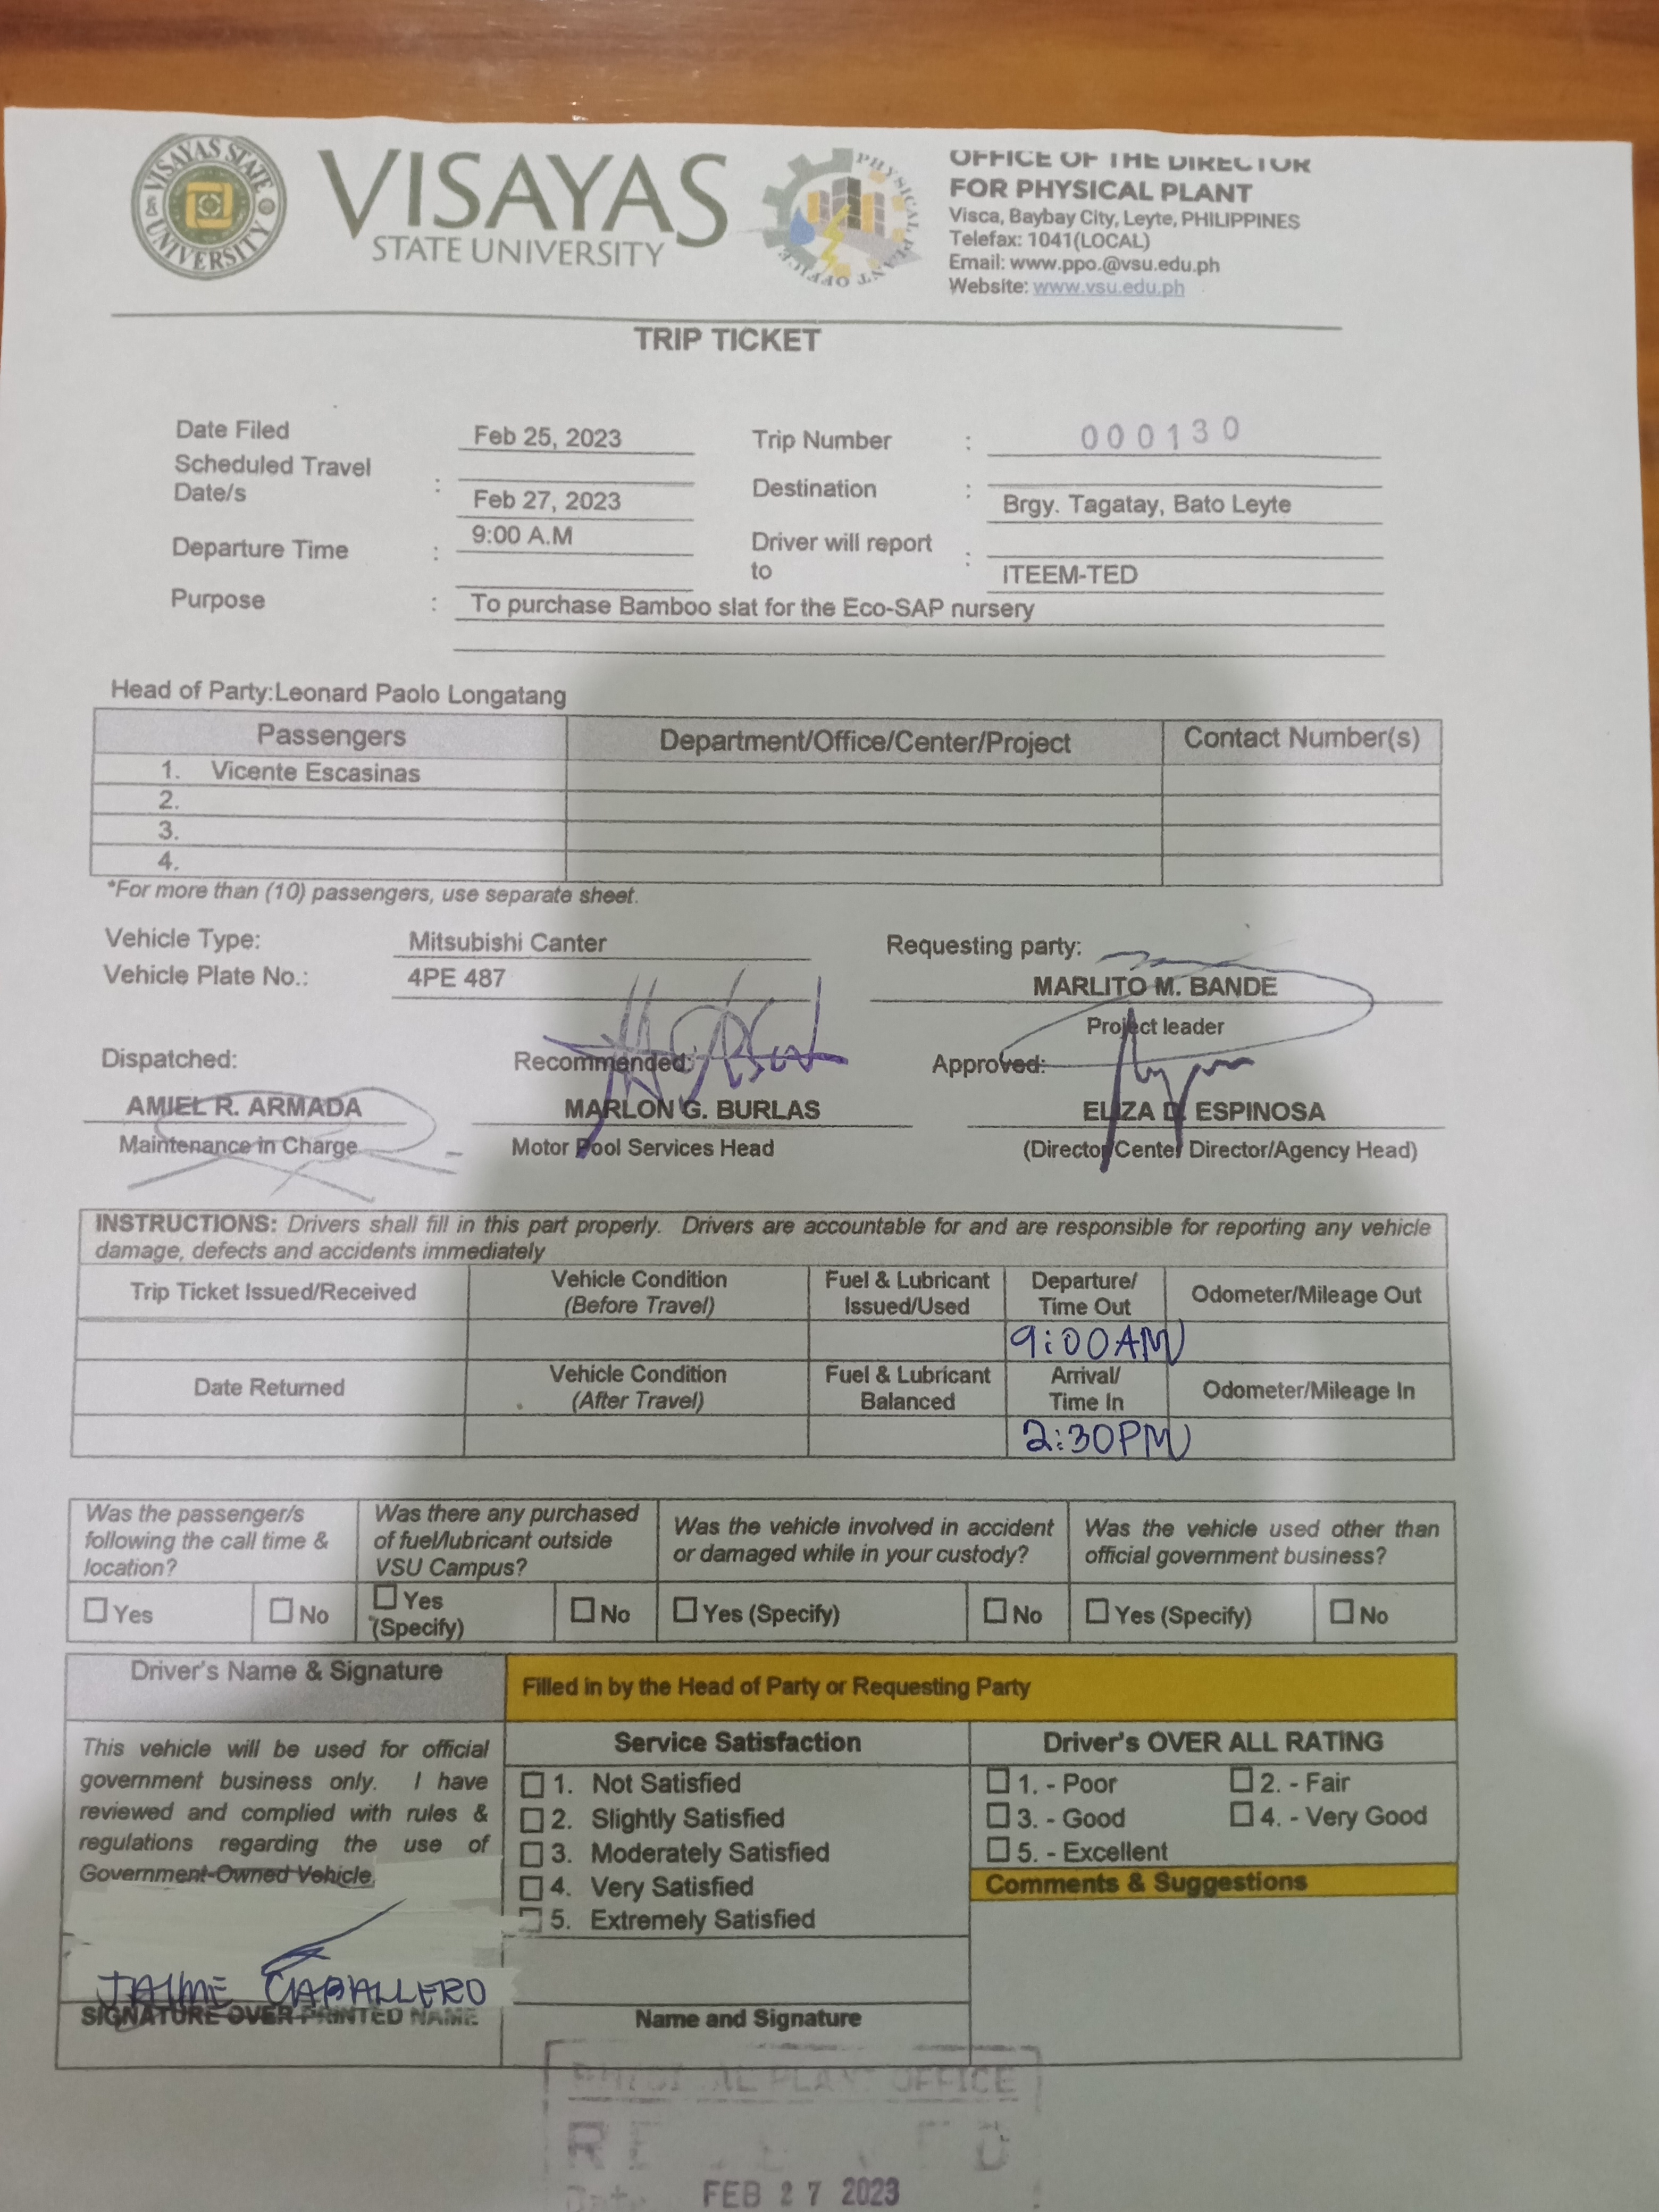 VISAYAS STATE UNIVERSITY
VISAYAS
STATE UNIVERSITY
PHYSICAL PLANT OFFICE
OFFICE OF THE DIRECTOR
FOR PHYSICAL PLANT
Visca, Baybay City, Leyte, PHILIPPINES
Telefax: 1041(LOCAL)
Email: www.ppo.@vsu.edu.ph
Website: www.vsu.edu.ph
TRIP TICKET
Date Filed Feb 25, 2023 Trip Number : 000130
Scheduled Travel Date/s : Feb 27, 2023 Destination : Brgy. Tagatay, Bato Leyte
Departure Time : 9:00 A.M Driver will report to : ITEEM-TED
Purpose : To purchase Bamboo slat for the Eco-SAP nursery
Head of Party:Leonard Paolo Longatang
Passengers Department/Office/Center/Project Contact Number(s)
1. Vicente Escasinas
2.
3.
4.
*For more than (10) passengers, use separate sheet.
Vehicle Type: Mitsubishi Canter Requesting party:
Vehicle Plate No.: 4PE 487 MARLITO M. BANDE
Project leader
Dispatched: Recommended: Approved:
AMIEL R. ARMADA MARLON G. BURLAS ELIZA D. ESPINOSA
Maintenance in Charge Motor Pool Services Head (Director/Center Director/Agency Head)
INSTRUCTIONS: Drivers shall fill in this part properly. Drivers are accountable for and are responsible for reporting any vehicle
damage, defects and accidents immediately
Trip Ticket Issued/Received Vehicle Condition (Before Travel) Fuel & Lubricant Issued/Used Departure/ Time Out Odometer/Mileage Out
9:00AM
Date Returned Vehicle Condition (After Travel) Fuel & Lubricant Balanced Arrival/ Time In Odometer/Mileage In
2:30PM
Was the passenger/s following the call time & location? Was there any purchased of fuel/lubricant outside VSU Campus? Was the vehicle involved in accident or damaged while in your custody? Was the vehicle used other than official government business?
Yes No Yes (Specify) No Yes (Specify) No Yes (Specify) No
Driver's Name & Signature
Filled in by the Head of Party or Requesting Party
This vehicle will be used for official
government business only. I have
reviewed and complied with rules &
regulations regarding the use of
Government-Owned Vehicle.
JAIME CABALLERO
SIGNATURE OVER PRINTED NAME
Service Satisfaction
1. Not Satisfied
2. Slightly Satisfied
3. Moderately Satisfied
4. Very Satisfied
5. Extremely Satisfied
Name and Signature
Driver's OVER ALL RATING
1. - Poor 2. - Fair
3. - Good 4. - Very Good
5. - Excellent
Comments & Suggestions
PLANT OFFICE
Date
FEB 27 2023